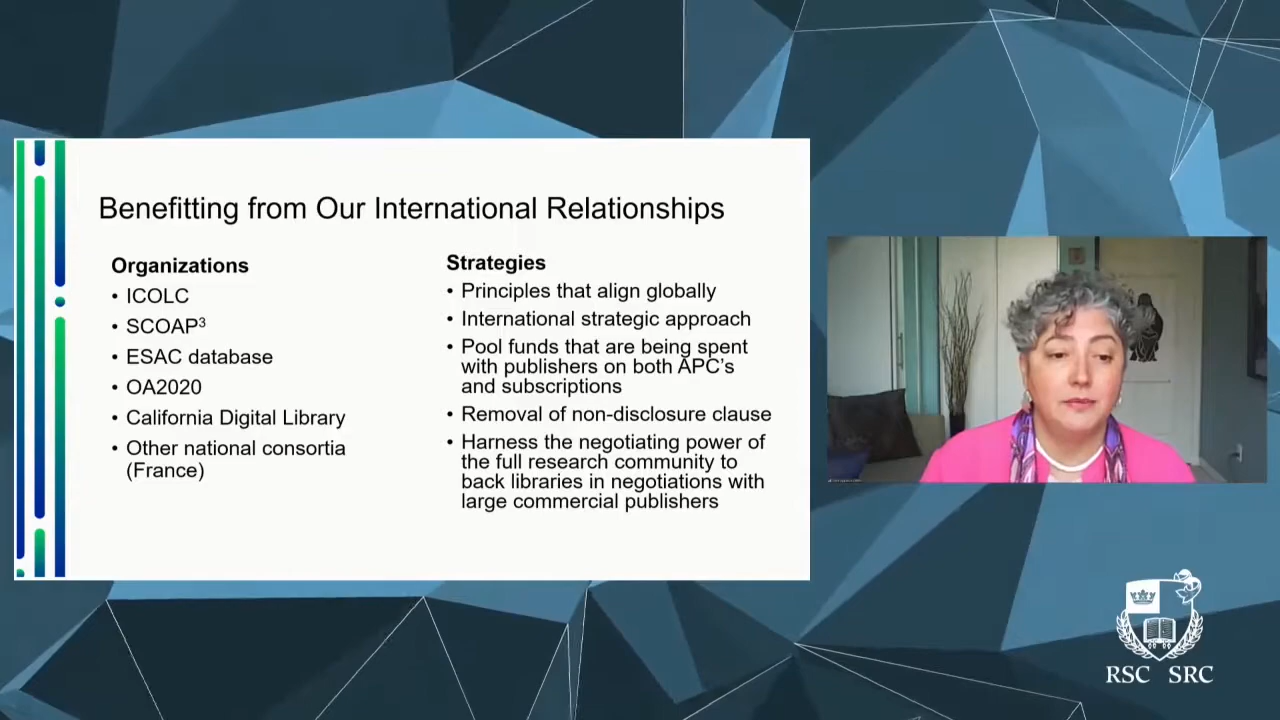 Benefitting from Our International Relationships
Organizations
• ICOLC
• SCOAP³
• ESAC database
• OA2020
• California Digital Library
• Other national consortia
(France)
Strategies
• Principles that align globally
• International strategic approach
• Pool funds that are being spent
with publishers on both APC's
and subscriptions
• Removal of non-disclosure clause
• Harness the negotiating power of
the full research community to
back libraries in negotiations with
large commercial publishers
RSC SRC